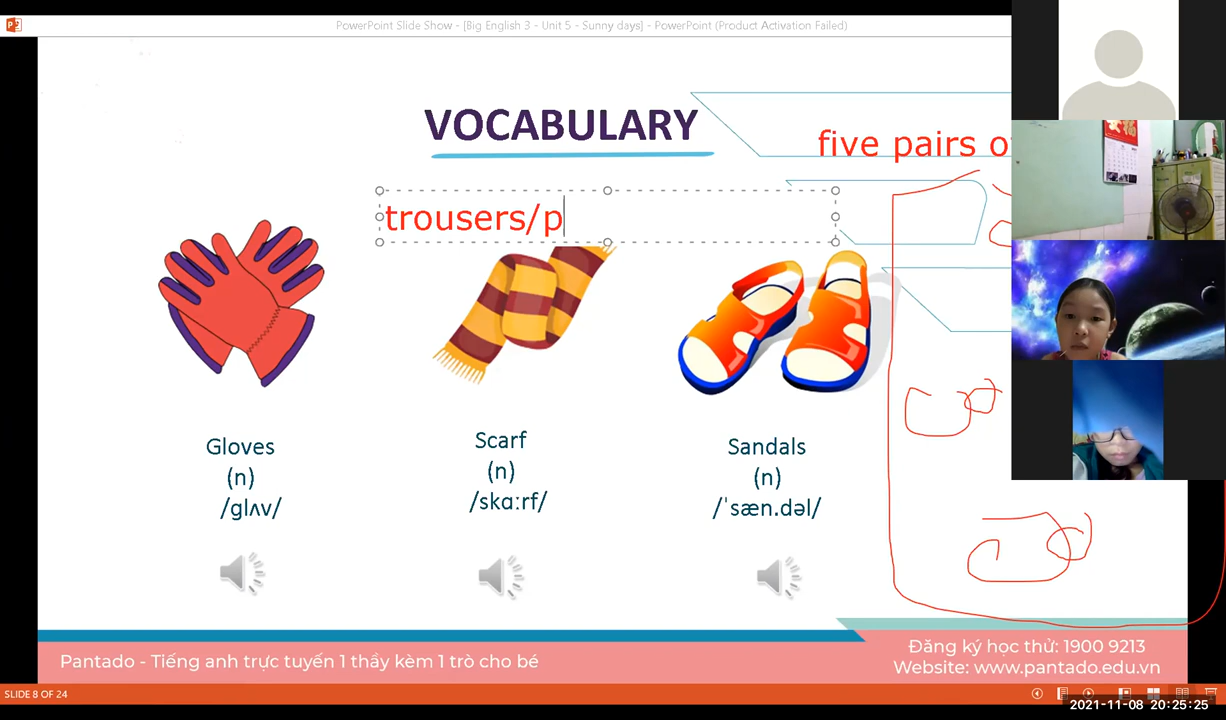 PowerPoint Slide Show - [Big English 3 - Unit 5 - Sunny days] - PowerPoint (Product Activation Failed)
VOCABULARY
five pairs o
trousers/p
Gloves
(n)
/glʌv/
Scarf
(n)
/skɑːrf/
Sandals
(n)
/ˈsæn.dəl/
Pantado - Tiếng anh trực tuyến 1 thầy kèm 1 trò cho bé
Đăng ký học thử: 1900 9213
Website: www.pantado.edu.vn
SLIDE 8 OF 24
2021-11-08 20:25:25